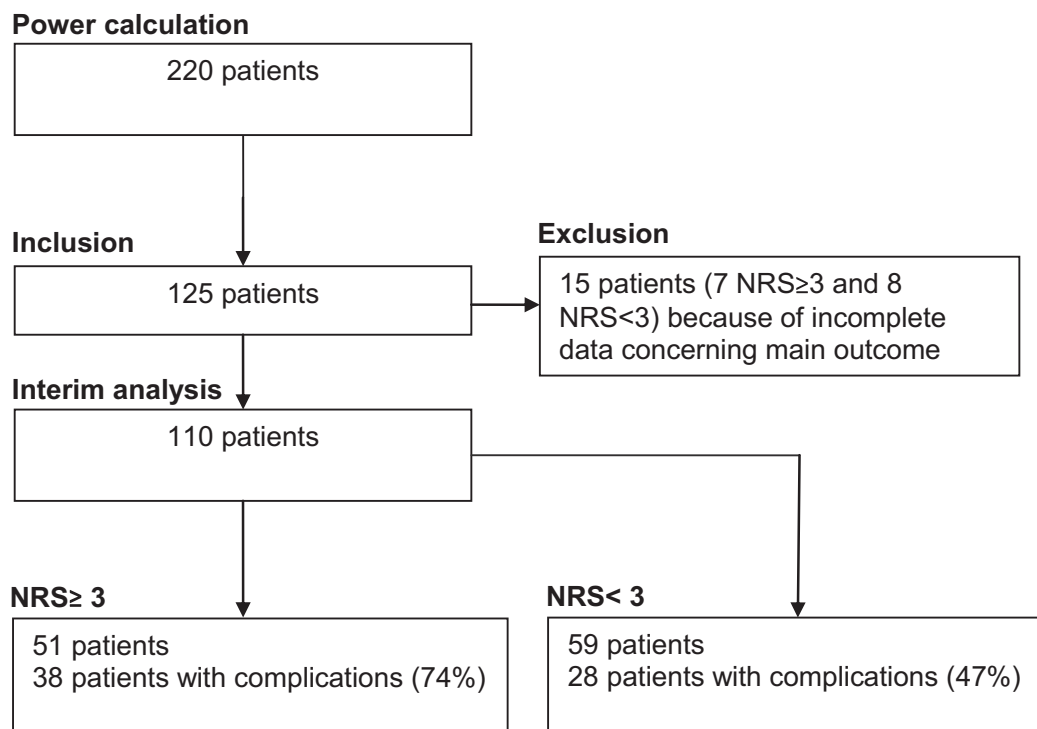 Power calculation
220 patients
Inclusion
125 patients
Exclusion
15 patients (7 NRS≥3 and 8
NRS<3) because of incomplete
data concerning main outcome
Interim analysis
110 patients
NRS≥ 3
51 patients
38 patients with complications (74%)
NRS< 3
59 patients
28 patients with complications (47%)